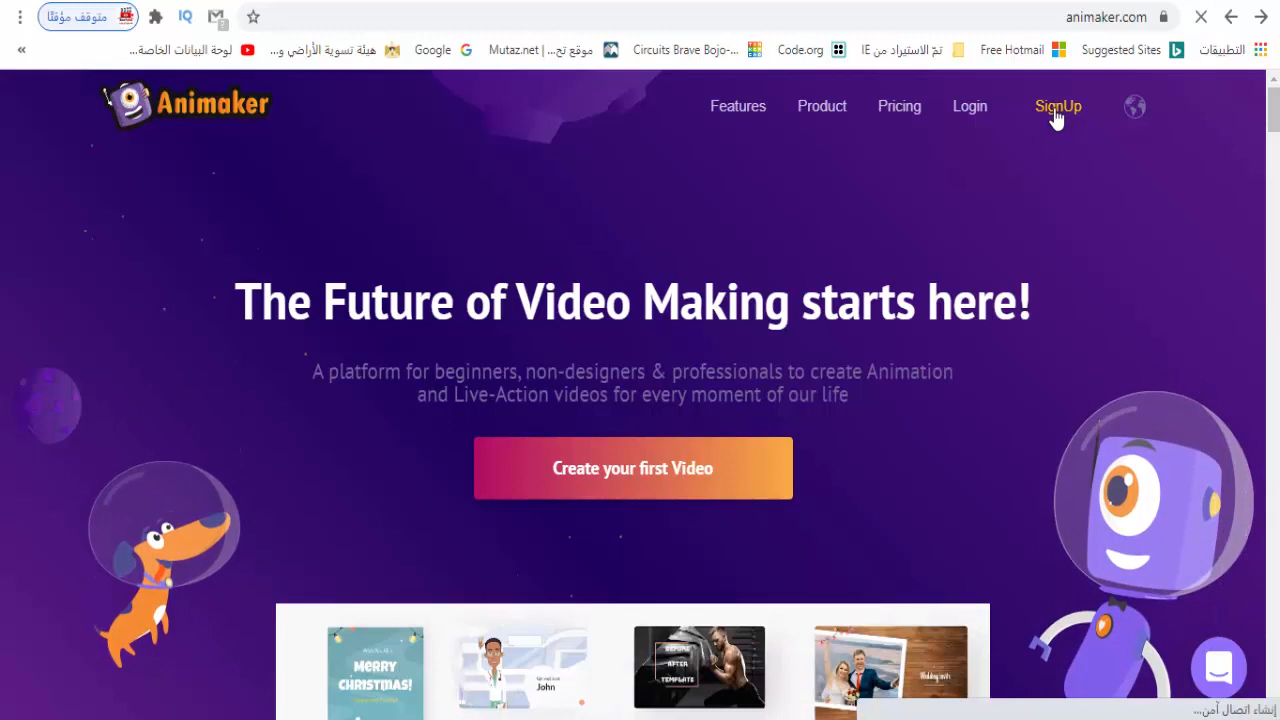 متوقف مؤقتًا
animaker.com
التطبيقات
Suggested Sites
Free Hotmail
تمّ الاستيراد من IE
Code.org
Circuits Brave Bojo-...
Mutaz.net | موقع تج...
Google
هيئة تسوية الأراضي و...
لوحة البيانات الخاصة...
Animaker
Features
Product
Pricing
Login
SignUp
The Future of Video Making starts here!
A platform for beginners, non-designers & professionals to create Animation
and Live-Action videos for every moment of our life
Create your first Video
MERRY
CHRISTMAS!
John
BEFORE
AFTER
TEMPLATE
إنشاء اتصال آمن...